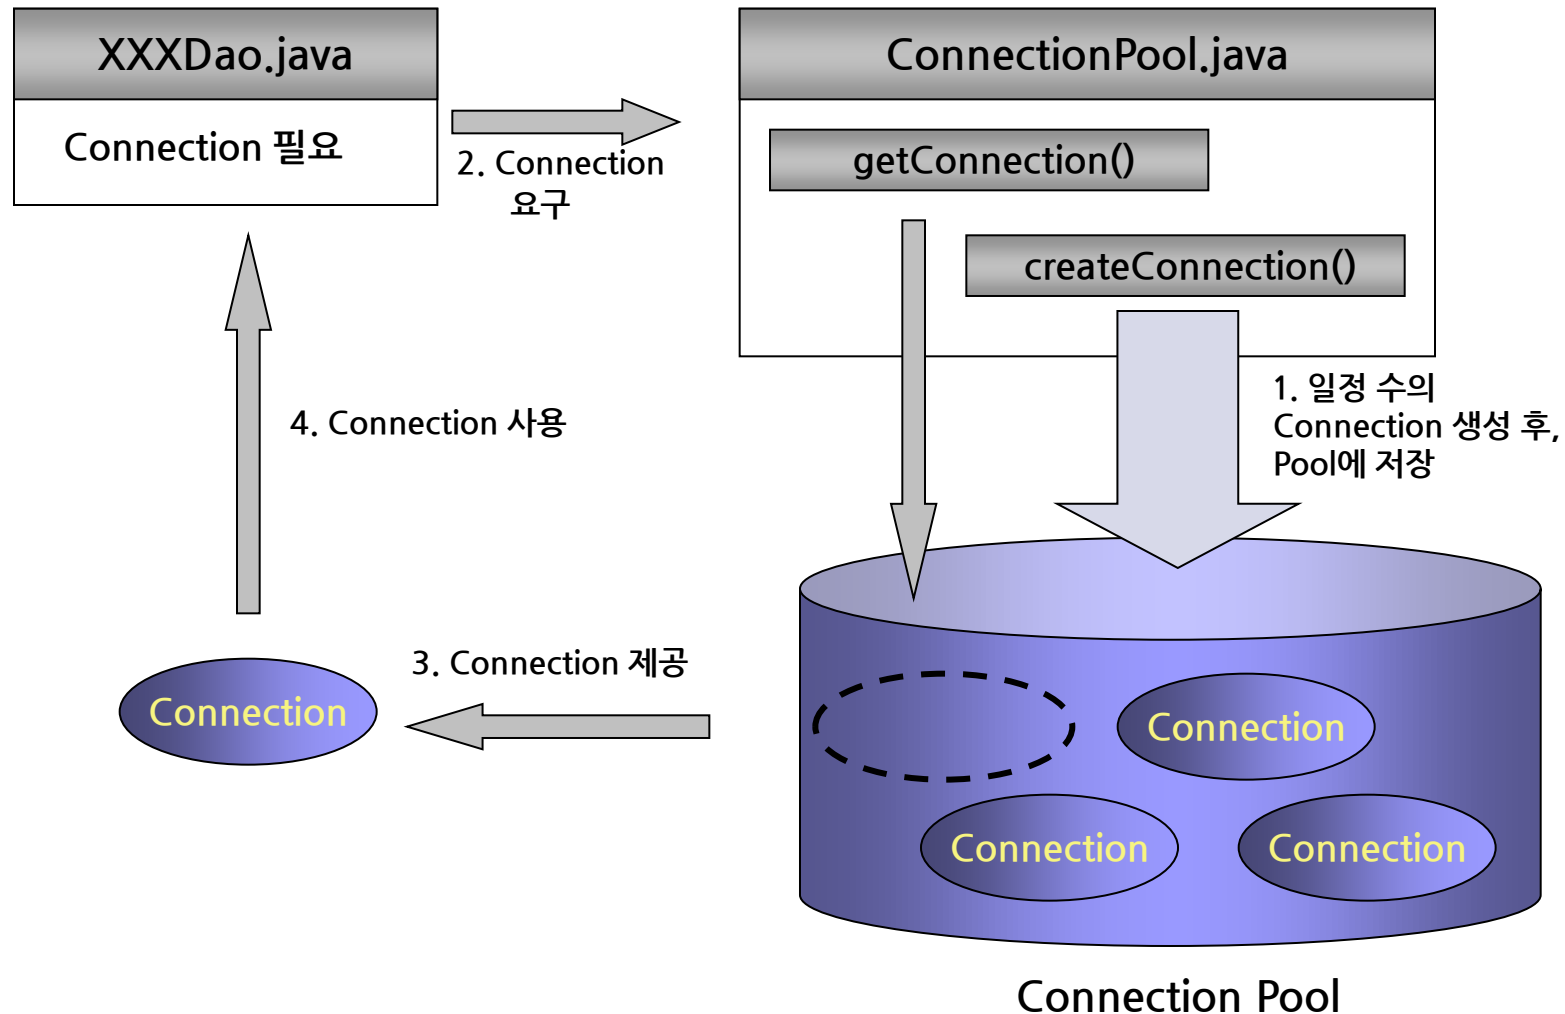 XXXDao.java
Connection 필요
2. Connection
요구
ConnectionPool.java
getConnection()
createConnection()
1. 일정 수의
Connection 생성 후,
Pool에 저장
4. Connection 사용
3. Connection 제공
Connection
Connection
Connection
Connection
Connection Pool